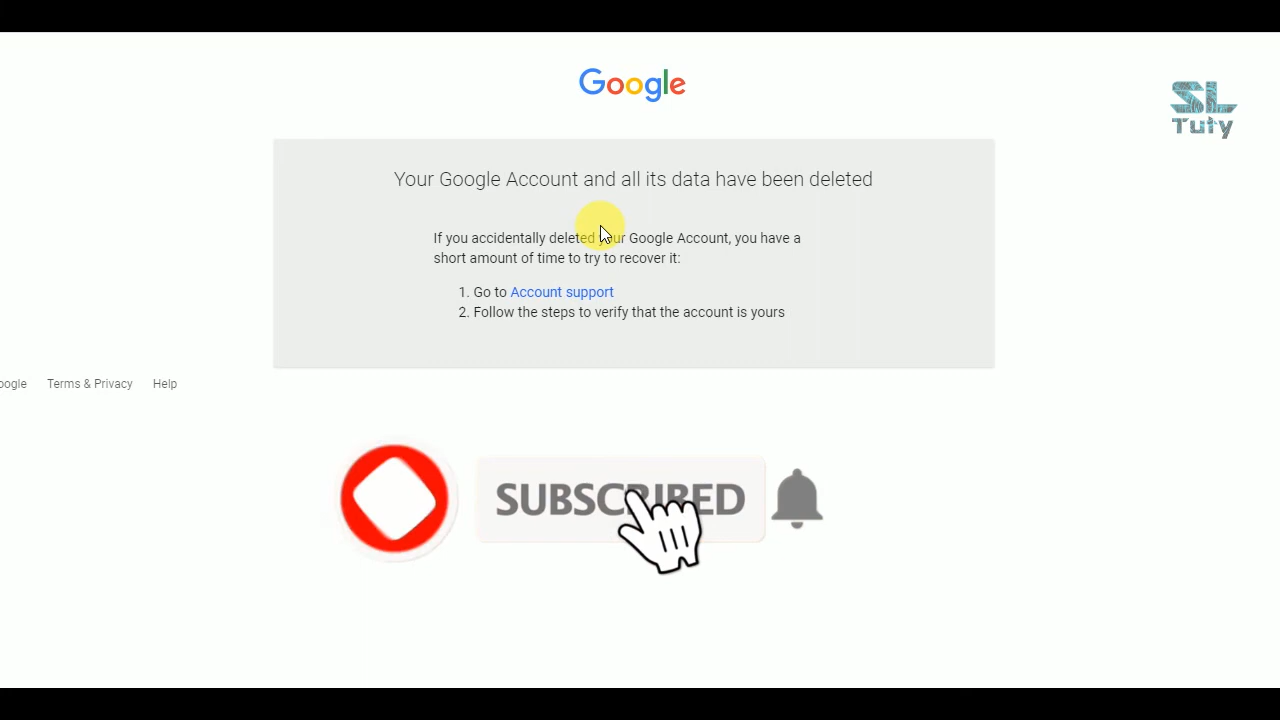 Google
SL
Tuty
Your Google Account and all its data have been deleted
If you accidentally deleted your Google Account, you have a
short amount of time to try to recover it:
1. Go to Account support
2. Follow the steps to verify that the account is yours
oogle Terms & Privacy Help
SUBSCRIBED